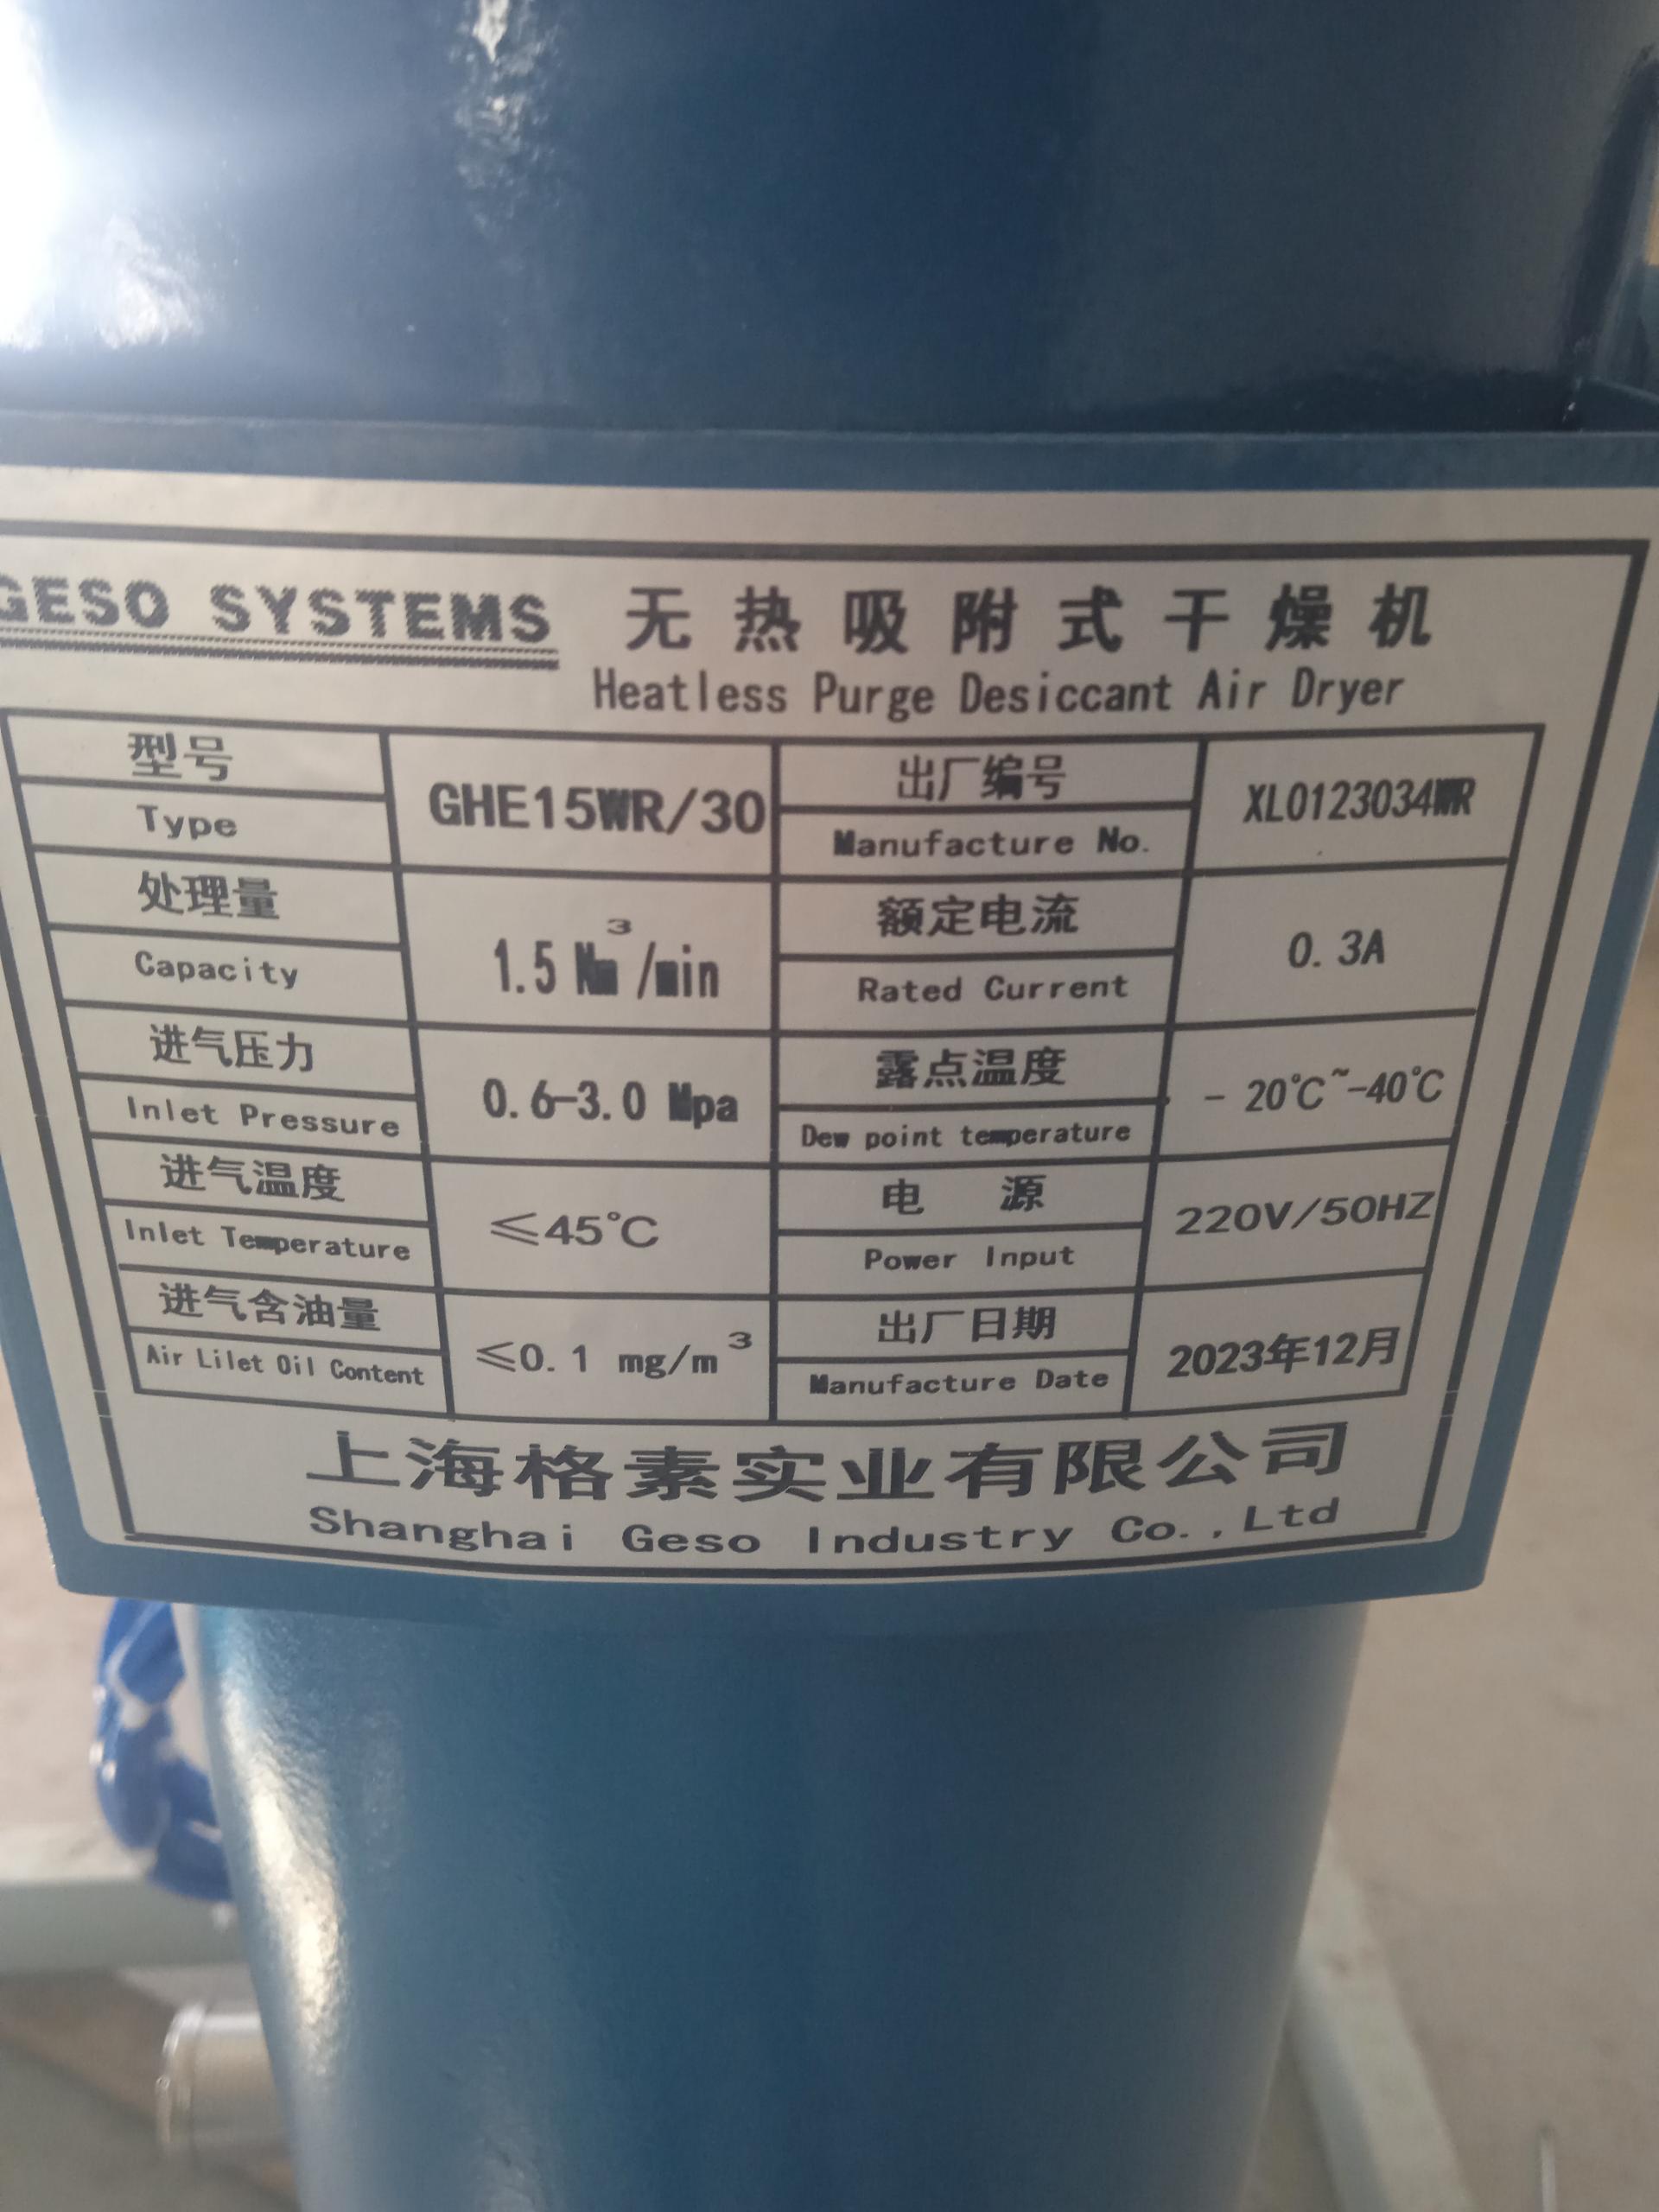 GESO SYSTEMS 无热吸附式干燥机
Heatless Purge Desiccant Air Dryer
型号
Type
GHE15WR/30
出厂编号
Manufacture No.
XL0123034WR
处理量
Capacity
1.5 Nm³/min
额定电流
Rated Current
0.3A
进气压力
Inlet Pressure
0.6-3.0 Mpa
露点温度
Dew point temperature
- 20℃~-40℃
进气温度
Inlet Temperature
≤45℃
电 源
Power Input
220V/50HZ
进气含油量
Air Lilet Oil Content
≤0.1 mg/m³
出厂日期
Manufacture Date
2023年12月
上海格素实业有限公司
Shanghai Geso Industry Co.,Ltd